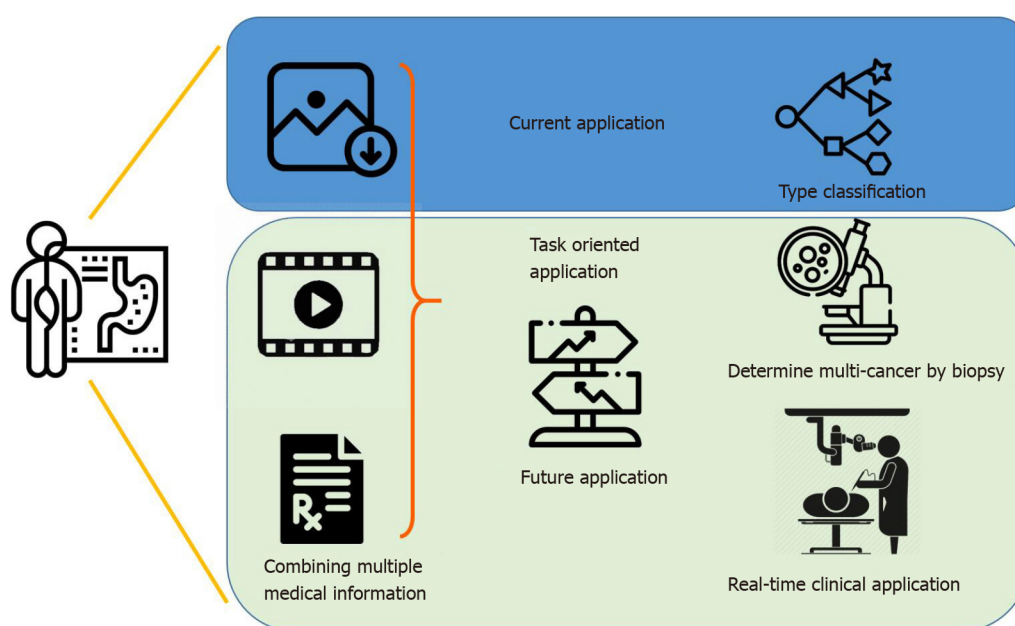 Current application
Type classification
Task oriented
application
Determine multi-cancer by biopsy
Rx
Future application
Combining multiple
medical information
Real-time clinical application